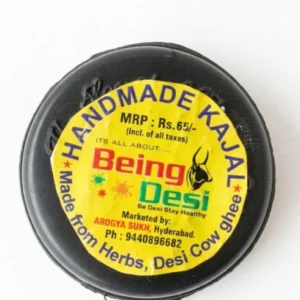 HANDMADE KAJAL
MRP : Rs.65/-
(Incl. of all taxes)
IT'S ALL ABOUT....
Being
Desi
Be Desi Stay Healthy
Marketed by:
AROGYA SUKH, Hyderabad.
Ph : 9440896682
Made from Herbs, Desi Cow ghee